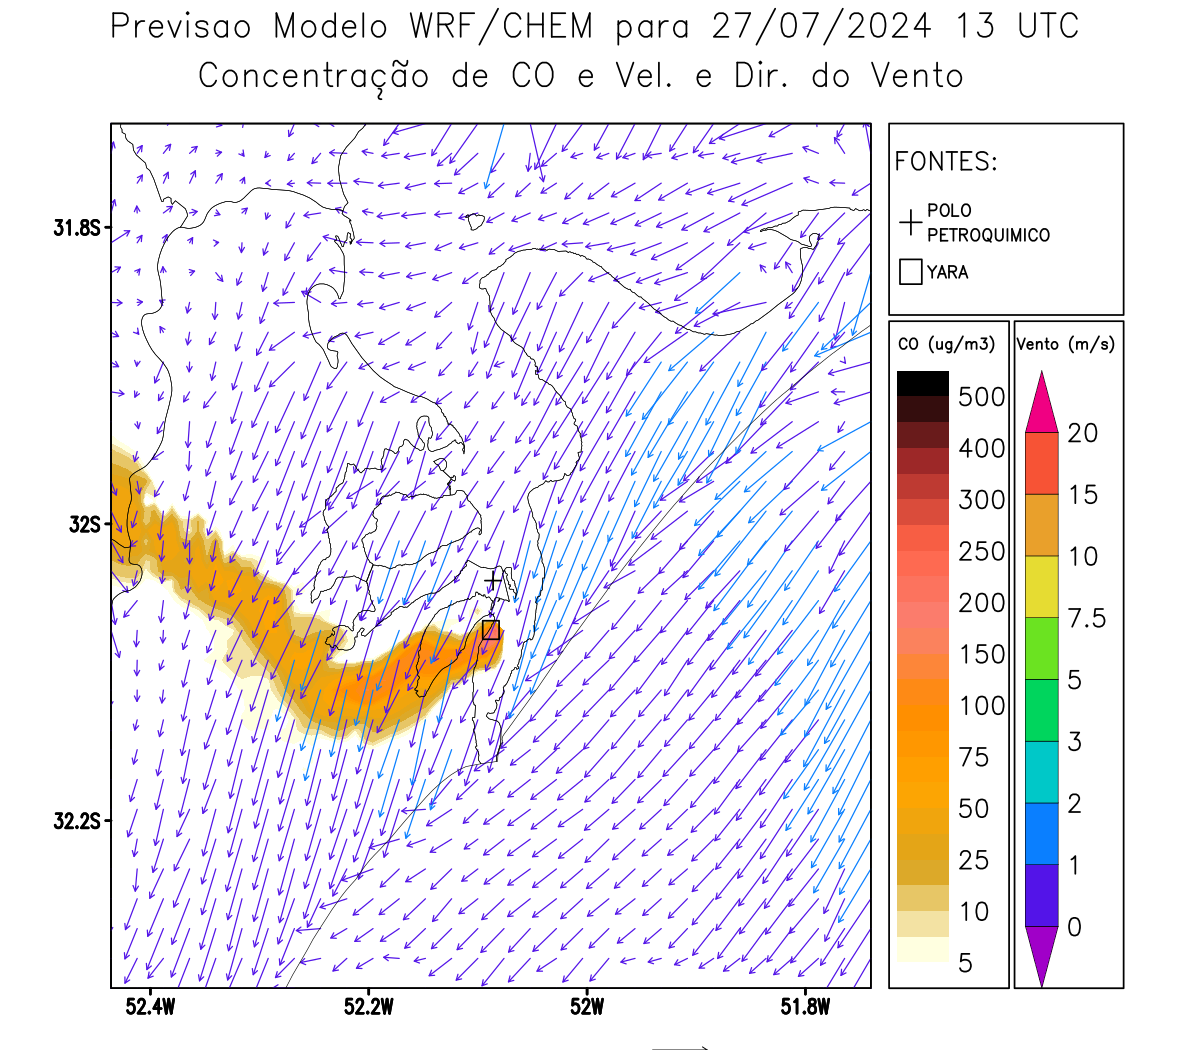 Previsao Modelo WRF/CHEM para 27/07/2024 13 UTC
Concentração de CO e Vel. e Dir. do Vento
FONTES:
POLO
PETROQUIMICO
YARA
CO (ug/m3)
500
400
300
250
200
150
100
75
50
25
10
5
Vento (m/s)
20
15
10
7.5
5
3
2
1
0
31.8S
32S
32.2S
52.4W
52.2W
52W
51.8W